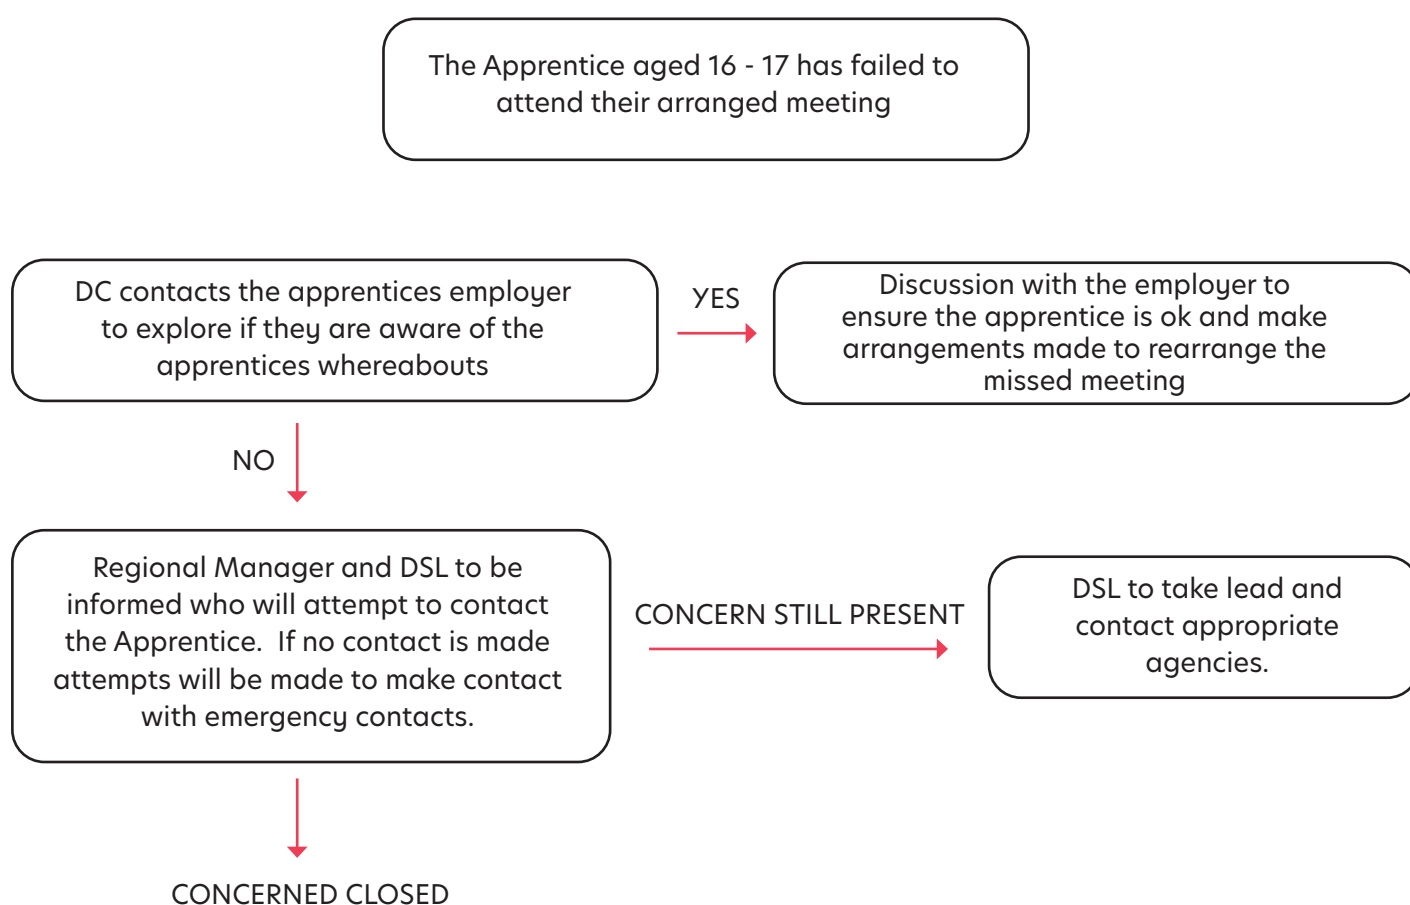 The Apprentice aged 16 - 17 has failed to
attend their arranged meeting
DC contacts the apprentices employer
to explore if they are aware of the
apprentices whereabouts
YES
Discussion with the employer to
ensure the apprentice is ok and make
arrangements made to rearrange the
missed meeting
NO
Regional Manager and DSL to be
informed who will attempt to contact
the Apprentice.  If no contact is made
attempts will be made to make contact
with emergency contacts.
CONCERN STILL PRESENT
DSL to take lead and
contact appropriate
agencies.
CONCERNED CLOSED